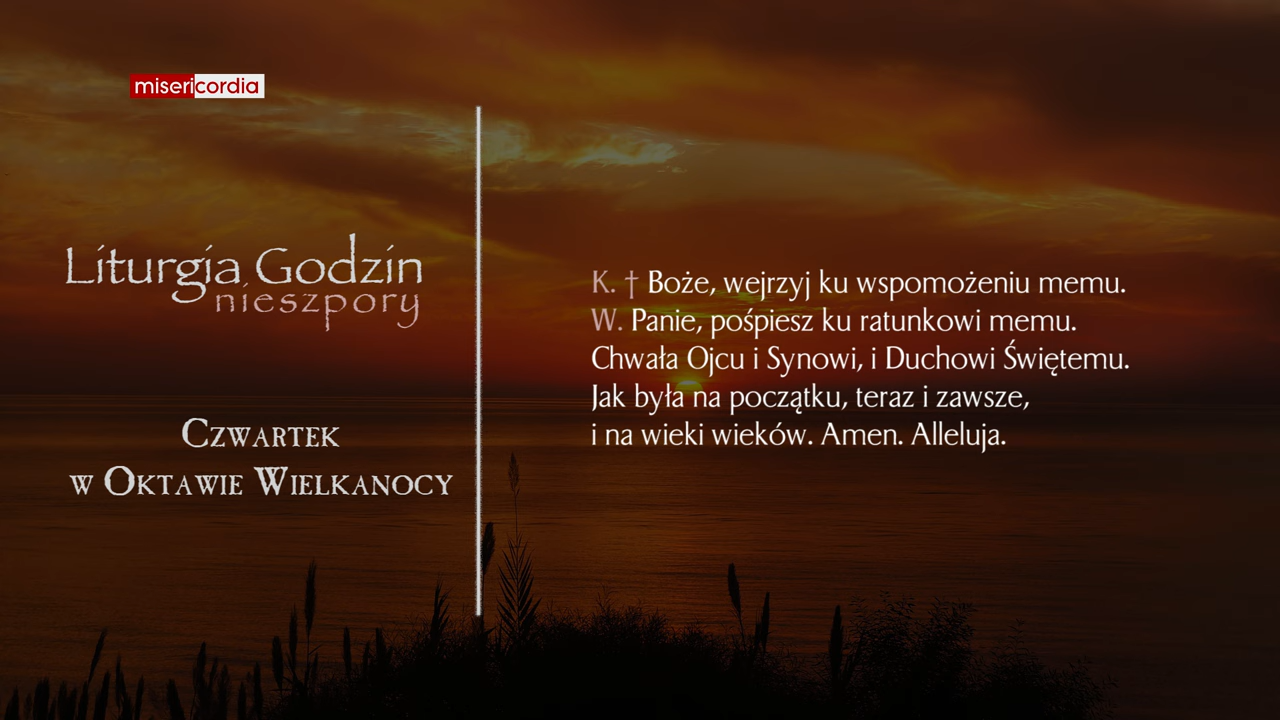 misericordia
Liturgia Godzin
nieszpory
Czwartek
w Oktawie Wielkanocy
K. † Boże, wejrzyj ku wspomożeniu memu.
W. Panie, pośpiesz ku ratunkowi memu.
Chwała Ojcu i Synowi, i Duchowi Świętemu.
Jak była na początku, teraz i zawsze,
i na wieki wieków. Amen. Alleluja.